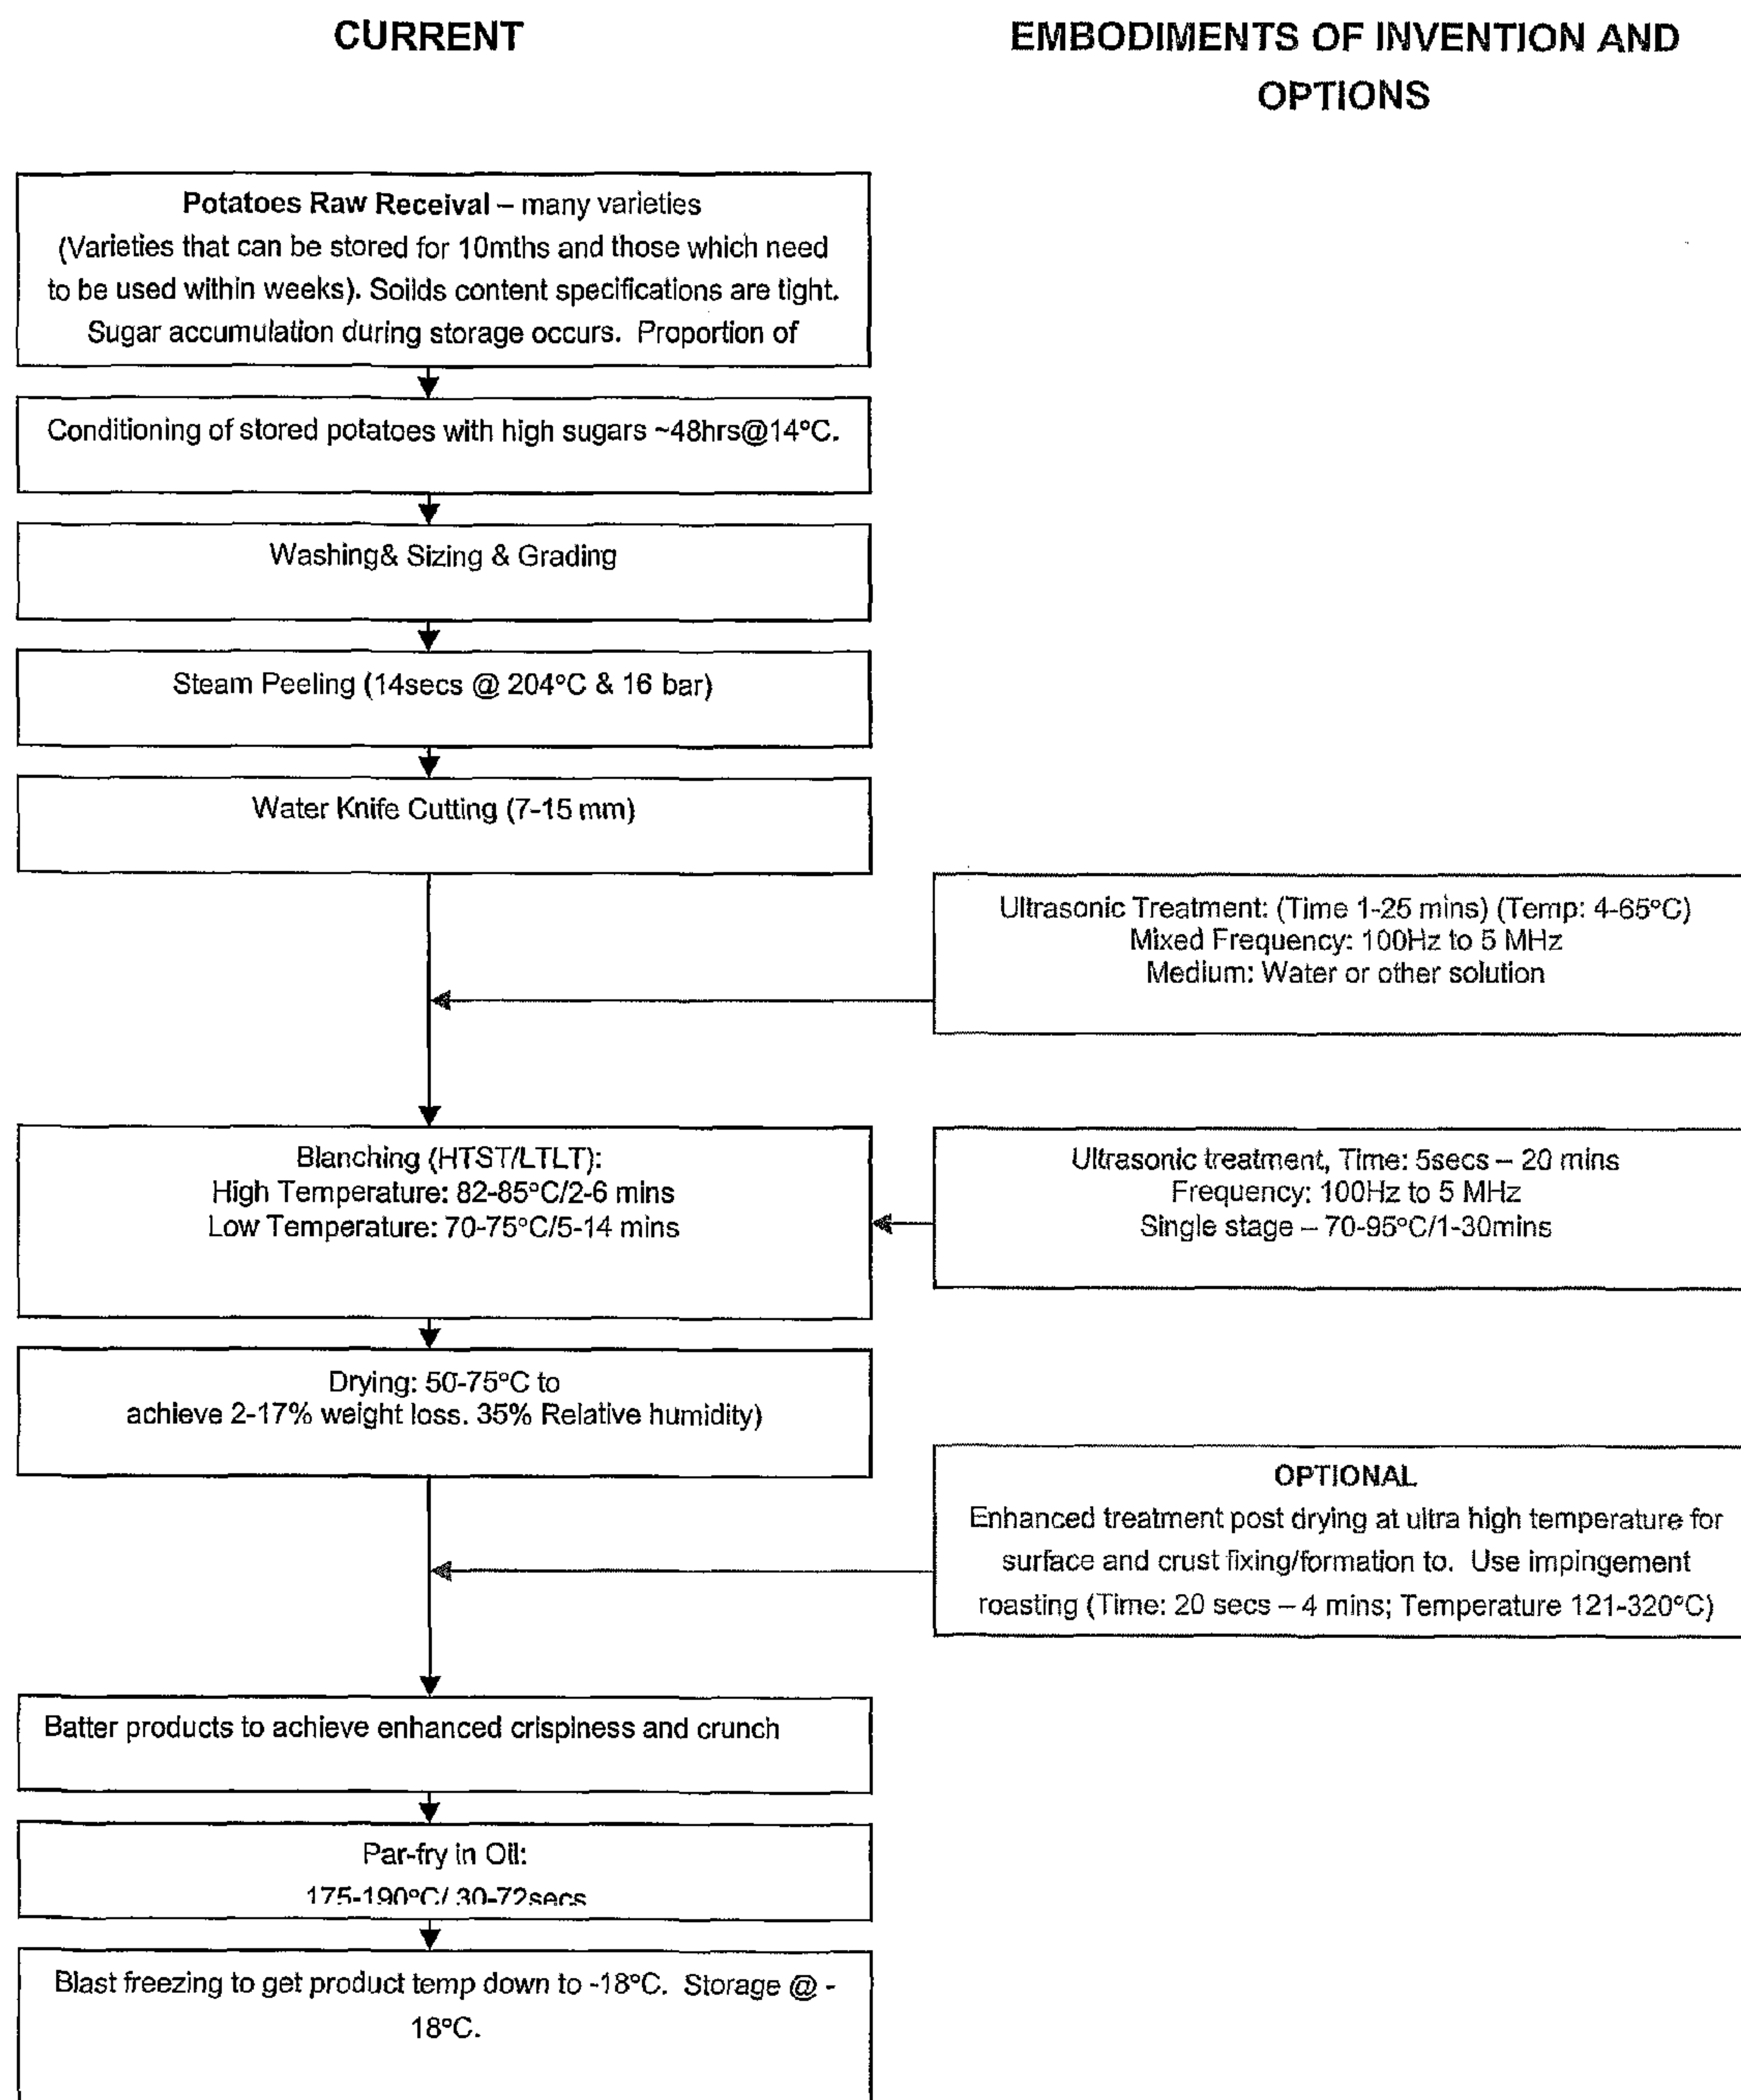 CURRENT
EMBODIMENTS OF INVENTION AND
OPTIONS
Potatoes Raw Receival – many varieties
(Varieties that can be stored for 10mths and those which need
to be used within weeks). Soilds content specifications are tight.
Sugar accumulation during storage occurs. Proportion of
Conditioning of stored potatoes with high sugars ~48hrs@14°C.
Washing& Sizing & Grading
Steam Peeling (14secs @ 204°C & 16 bar)
Water Knife Cutting (7-15 mm)
Ultrasonic Treatment: (Time 1-25 mins) (Temp: 4-65°C)
Mixed Frequency: 100Hz to 5 MHz
Medium: Water or other solution
Blanching (HTST/LTLT):
High Temperature: 82-85°C/2-6 mins
Low Temperature: 70-75°C/5-14 mins
Ultrasonic treatment, Time: 5secs – 20 mins
Frequency: 100Hz to 5 MHz
Single stage – 70-95°C/1-30mins
Drying: 50-75°C to
achieve 2-17% weight loss. 35% Relative humidity)
OPTIONAL
Enhanced treatment post drying at ultra high temperature for
surface and crust fixing/formation to. Use impingement
roasting (Time: 20 secs – 4 mins; Temperature 121-320°C)
Batter products to achieve enhanced crispiness and crunch
Par-fry in Oil:
175-190°C/ 30-72secs
Blast freezing to get product temp down to -18°C. Storage @ -
18°C.